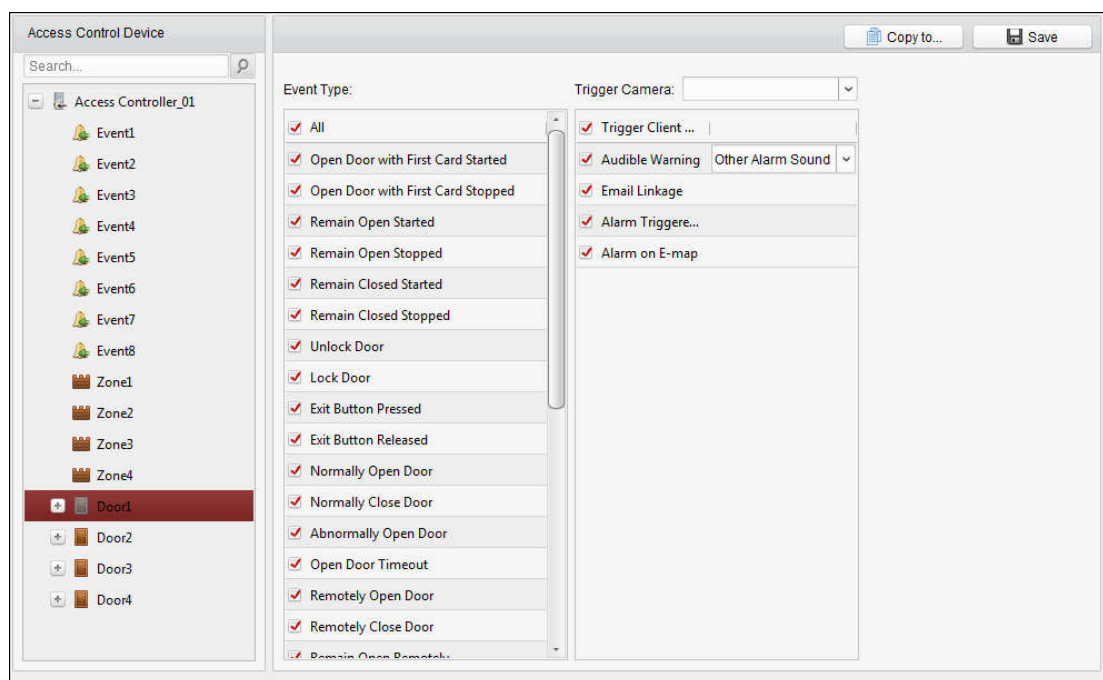 Access Control Device
Copy to...
Save
Search...
Access Controller_01
Event1
Event2
Event3
Event4
Event5
Event6
Event7
Event8
Zone1
Zone2
Zone3
Zone4
Door1
Door2
Door3
Door4
Event Type:
All
Open Door with First Card Started
Open Door with First Card Stopped
Remain Open Started
Remain Open Stopped
Remain Closed Started
Remain Closed Stopped
Unlock Door
Lock Door
Exit Button Pressed
Exit Button Released
Normally Open Door
Normally Close Door
Abnormally Open Door
Open Door Timeout
Remotely Open Door
Remotely Close Door
Remain Open Remotely
Trigger Camera:
Trigger Client ...
Audible Warning Other Alarm Sound
Email Linkage
Alarm Triggere...
Alarm on E-map